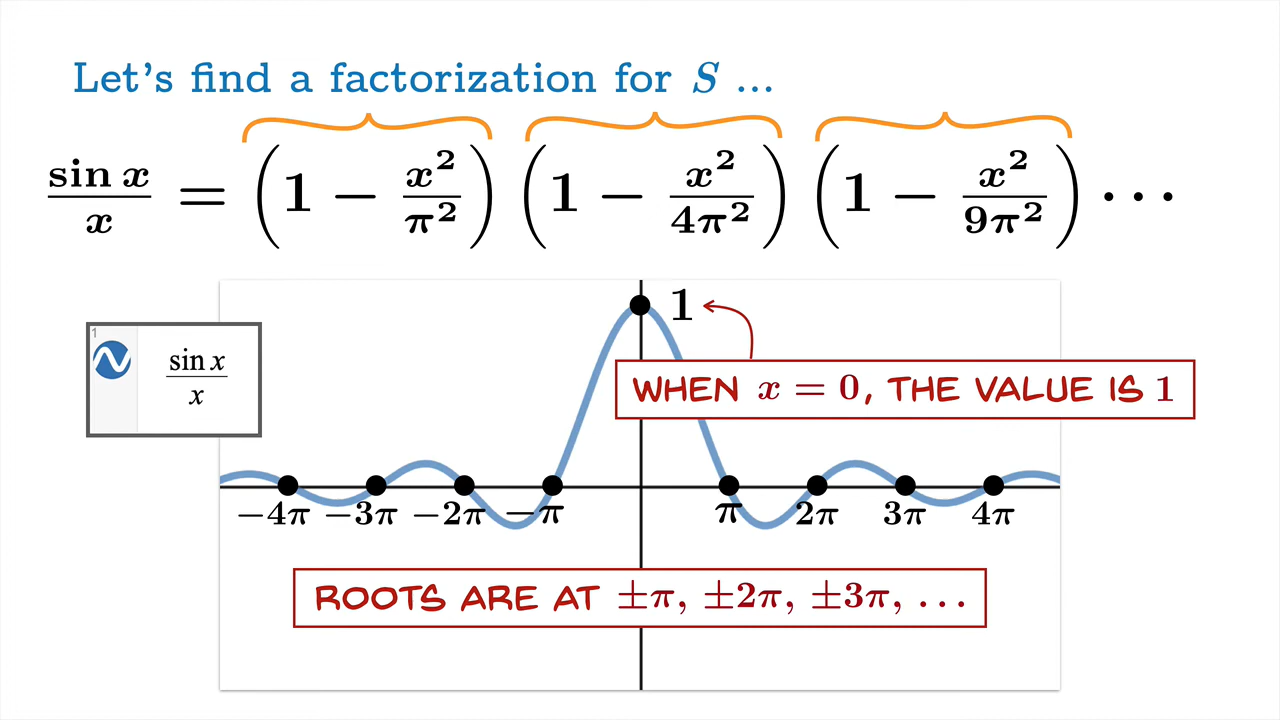 Let's find a factorization for S ...
sin x / x = (1 − x² / π²) (1 − x² / 4π²) (1 − x² / 9π²) ···
1
sin x / x
1
WHEN x = 0, THE VALUE IS 1
−4π −3π −2π −π π 2π 3π 4π
ROOTS ARE AT ±π, ±2π, ±3π, ...